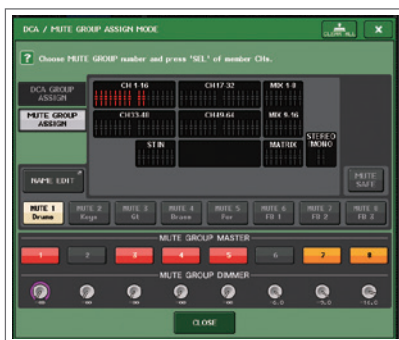 DCA / MUTE GROUP ASSIGN MODE
CLEAR ALL
X
? Choose MUTE GROUP number and press 'SEL' of member CHs.
DCA GROUP ASSIGN
MUTE GROUP ASSIGN
CH 1-16
CH17-32
MIX 1-8
CH33-48
CH49-64
MIX 9-16
ST IN
MATRIX
STEREO MONO
NAME EDIT
MUTE SAFE
MUTE 1 Drums
MUTE 2 Keys
MUTE 3 Gt
MUTE 4 Brass
MUTE 5 Per
MUTE 6 FB 1
MUTE 7 FB 2
MUTE 8
MUTE GROUP MASTER
1 2 3 4 5 6 7 8
MUTE GROUP DIMMER
CLOSE